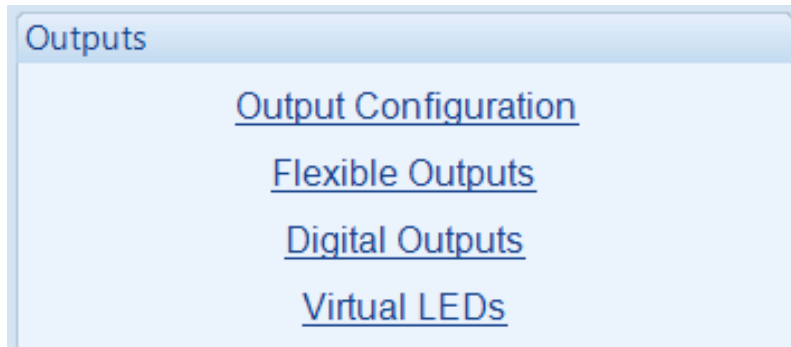 Outputs
Output Configuration
Flexible Outputs
Digital Outputs
Virtual LEDs